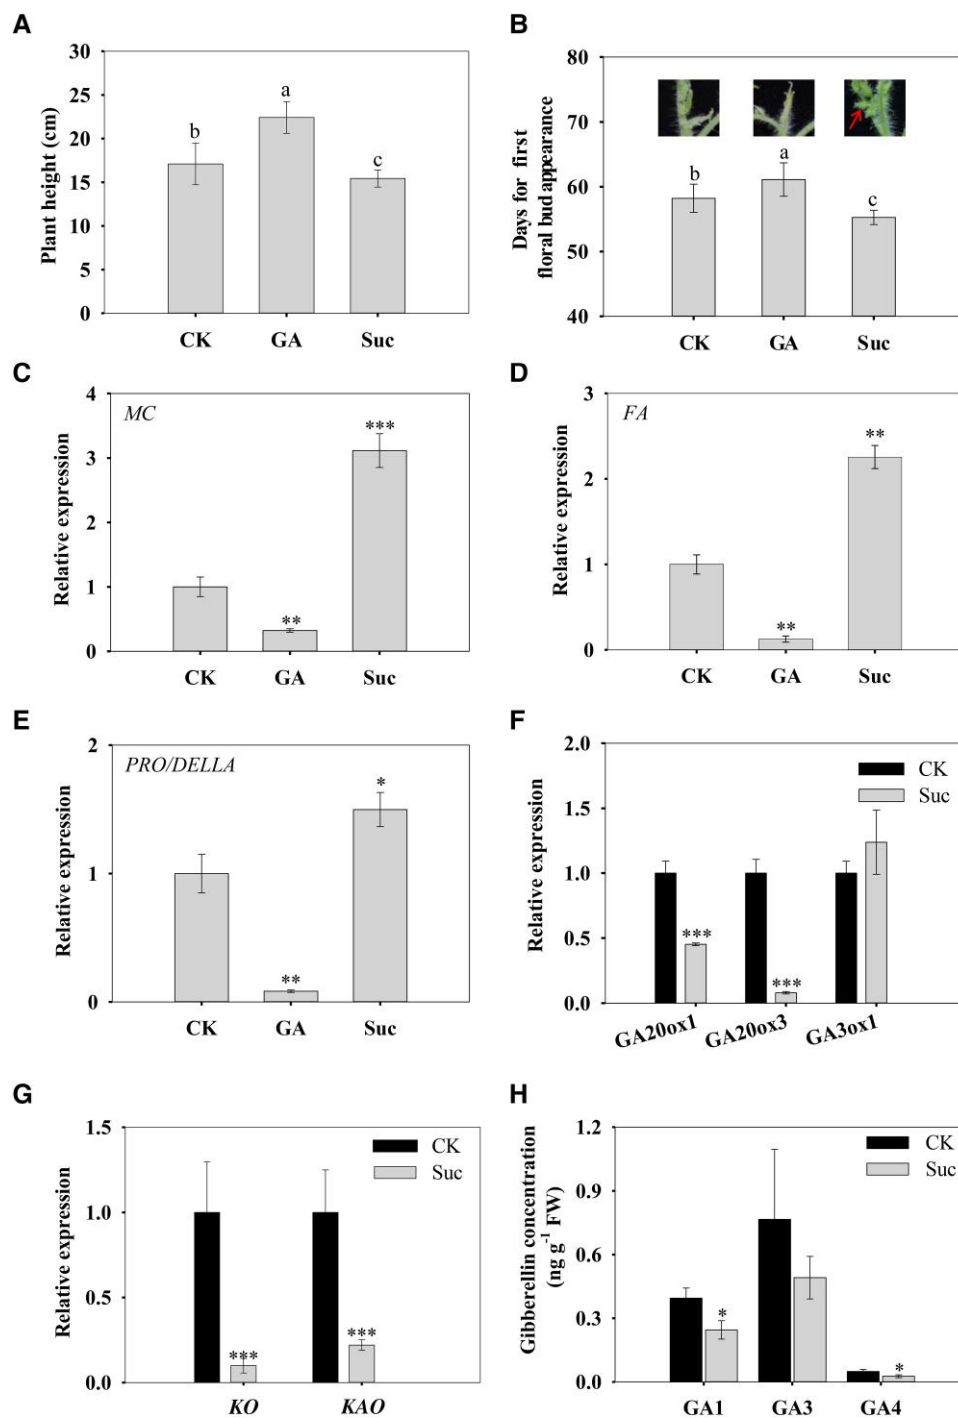 A
Plant height (cm)
30
25
20
15
10
5
0
b
a
c
CK GA Suc
B
Days for first
floral bud appearance
80
70
60
50
40
b
a
c
CK GA Suc
C
Relative expression
4
3
2
1
0
MC
**
***
CK GA Suc
D
Relative expression
3
2
1
0
FA
**
**
CK GA Suc
E
Relative expression
2
1
0
PRO/DELLA
**
*
CK GA Suc
F
Relative expression
2.0
1.5
1.0
0.5
0.0
CK
Suc
***
***
GA20ox1 GA20ox3 GA3ox1
G
Relative expression
1.5
1.0
0.5
0.0
CK
Suc
***
***
KO KAO
H
Gibberellin concentration
(ng g⁻¹ FW)
1.2
0.9
0.6
0.3
0.0
CK
Suc
*
*
GA1 GA3 GA4